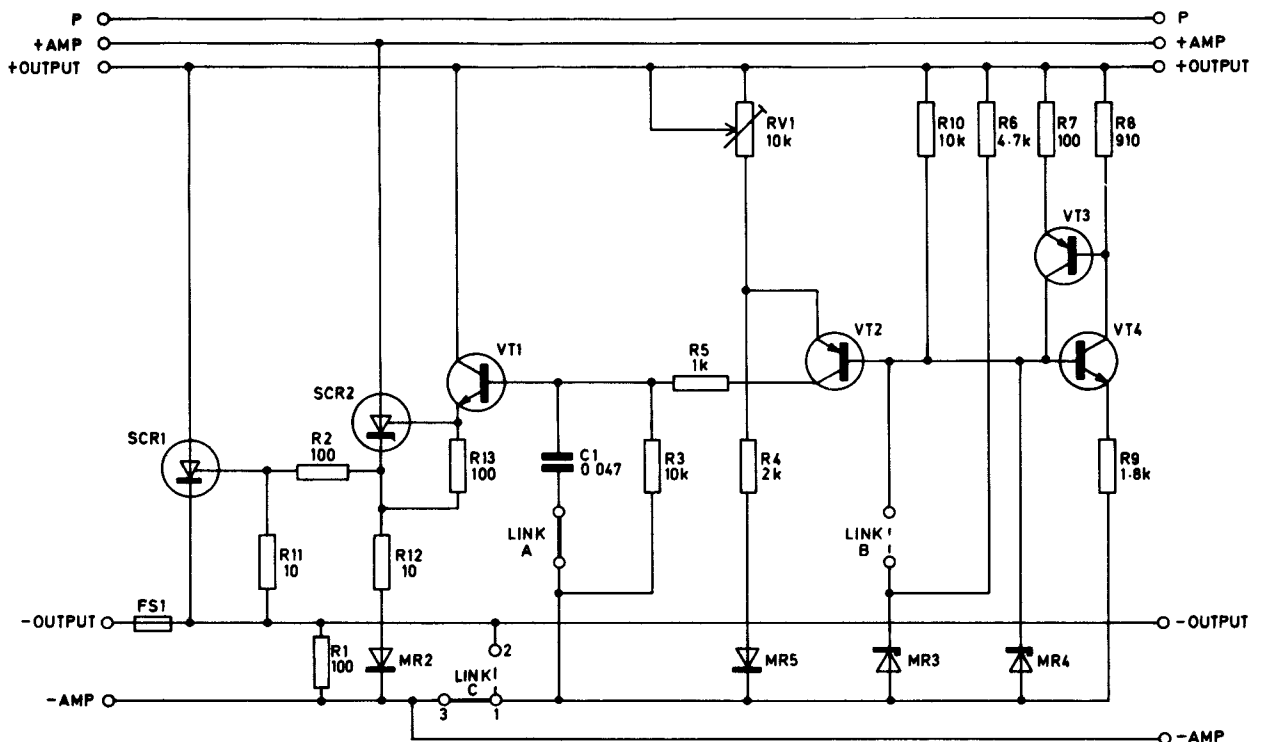 P P
+AMP +AMP
+OUTPUT +OUTPUT
RV1
10k
R10
10k
R6
4.7k
R7
100
R8
910
VT3
VT1
R5
1k
VT2
VT4
SCR2
SCR1
R2
100
R13
100
C1
0 047
R3
10k
R4
2k
R9
1.8k
LINK
A
LINK
B
R11
10
R12
10
FS1
-OUTPUT -OUTPUT
R1
100
MR2
2
LINK
C
3 1
MR5
MR3
MR4
-AMP
-AMP